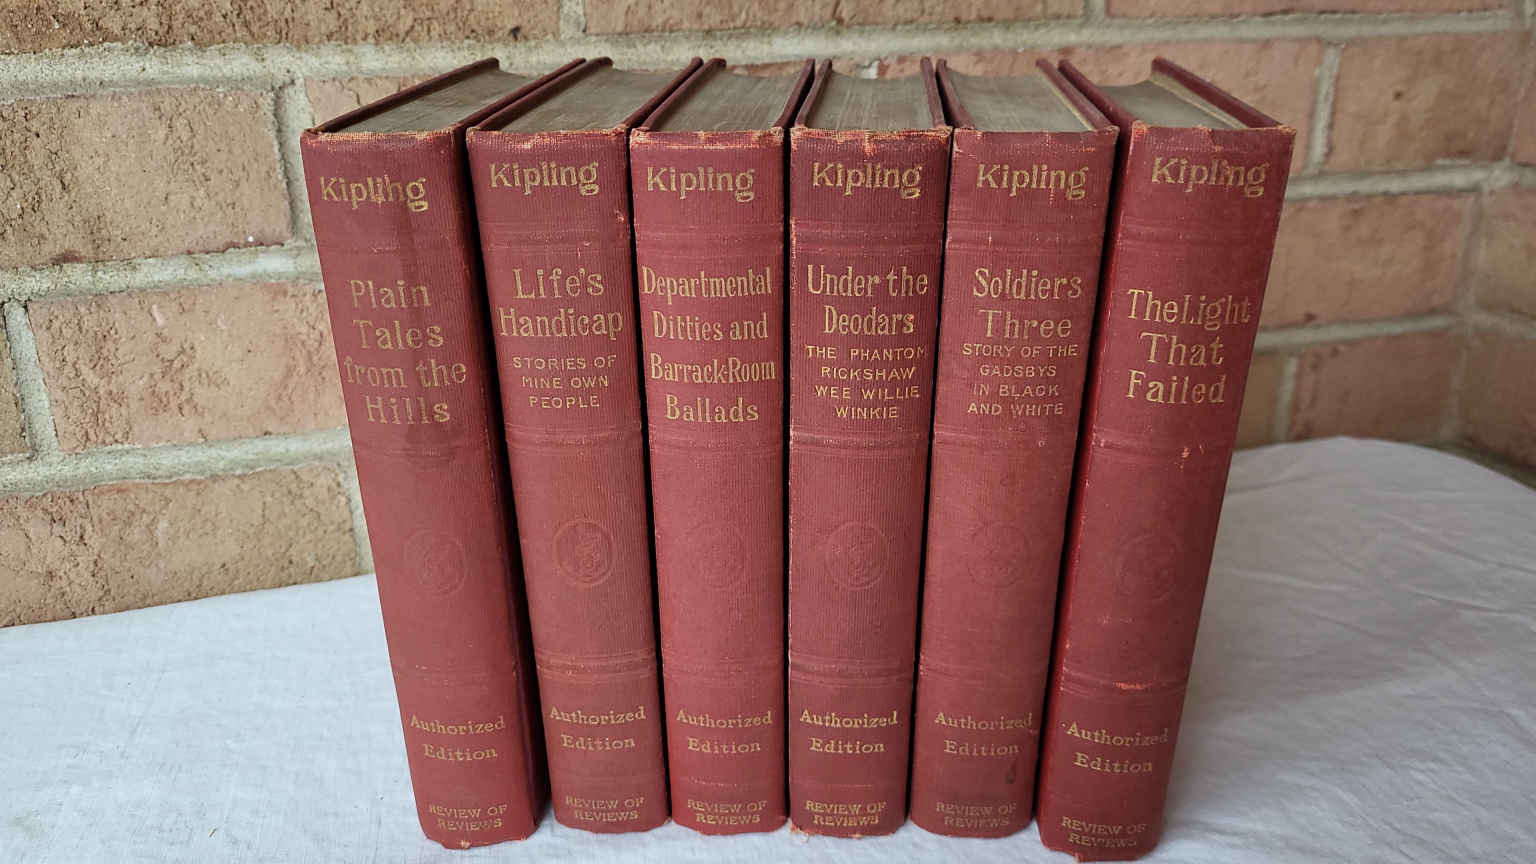 Kipling
Plain
Tales
from the
Hills
Authorized
Edition
REVIEW OF
REVIEWS
Kipling
Life's
Handicap
STORIES OF
MINE OWN
PEOPLE
Authorized
Edition
REVIEW OF
REVIEWS
Kipling
Departmental
Ditties and
Barrack-Room
Ballads
Authorized
Edition
REVIEW OF
REVIEWS
Kipling
Under the
Deodars
THE PHANTOM
RICKSHAW
WEE WILLIE
WINKIE
Authorized
Edition
REVIEW OF
REVIEWS
Kipling
Soldiers
Three
STORY OF THE
GADSBYS
IN BLACK
AND WHITE
Authorized
Edition
REVIEW OF
REVIEWS
Kipling
The Light
That
Failed
Authorized
Edition
REVIEW OF
REVIEWS